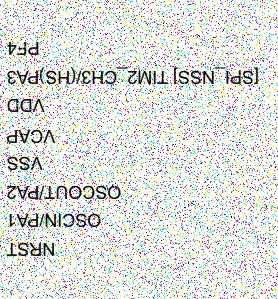 NRST
OSCIN/PA1
OSCOUT/PA2
VSS
VCAP
VDD
[SPI_NSS] TIM2_CH3/(HS)PA3
PF4